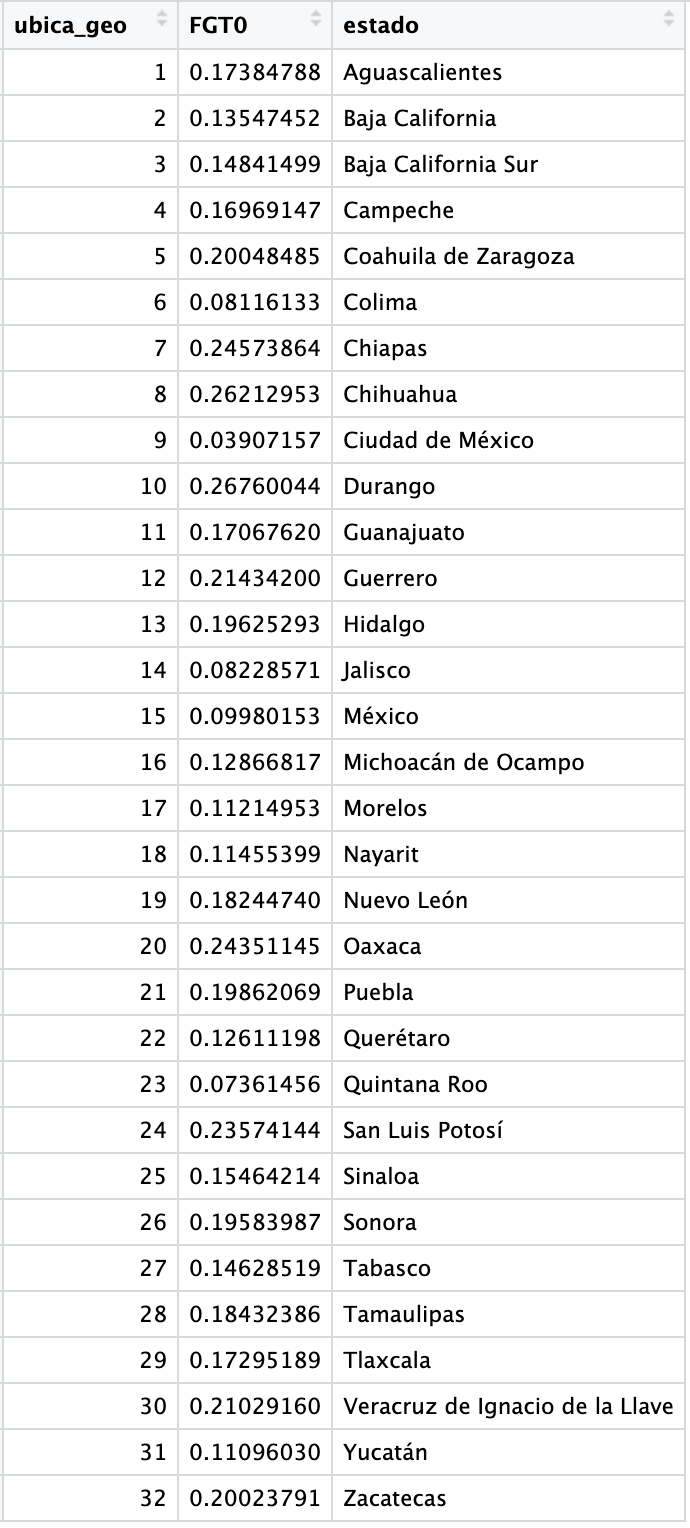 ubica_geo FGT0 estado
1 0.17384788 Aguascalientes
2 0.13547452 Baja California
3 0.14841499 Baja California Sur
4 0.16969147 Campeche
5 0.20048485 Coahuila de Zaragoza
6 0.08116133 Colima
7 0.24573864 Chiapas
8 0.26212953 Chihuahua
9 0.03907157 Ciudad de México
10 0.26760044 Durango
11 0.17067620 Guanajuato
12 0.21434200 Guerrero
13 0.19625293 Hidalgo
14 0.08228571 Jalisco
15 0.09980153 México
16 0.12866817 Michoacán de Ocampo
17 0.11214953 Morelos
18 0.11455399 Nayarit
19 0.18244740 Nuevo León
20 0.24351145 Oaxaca
21 0.19862069 Puebla
22 0.12611198 Querétaro
23 0.07361456 Quintana Roo
24 0.23574144 San Luis Potosí
25 0.15464214 Sinaloa
26 0.19583987 Sonora
27 0.14628519 Tabasco
28 0.18432386 Tamaulipas
29 0.17295189 Tlaxcala
30 0.21029160 Veracruz de Ignacio de la Llave
31 0.11096030 Yucatán
32 0.20023791 Zacatecas